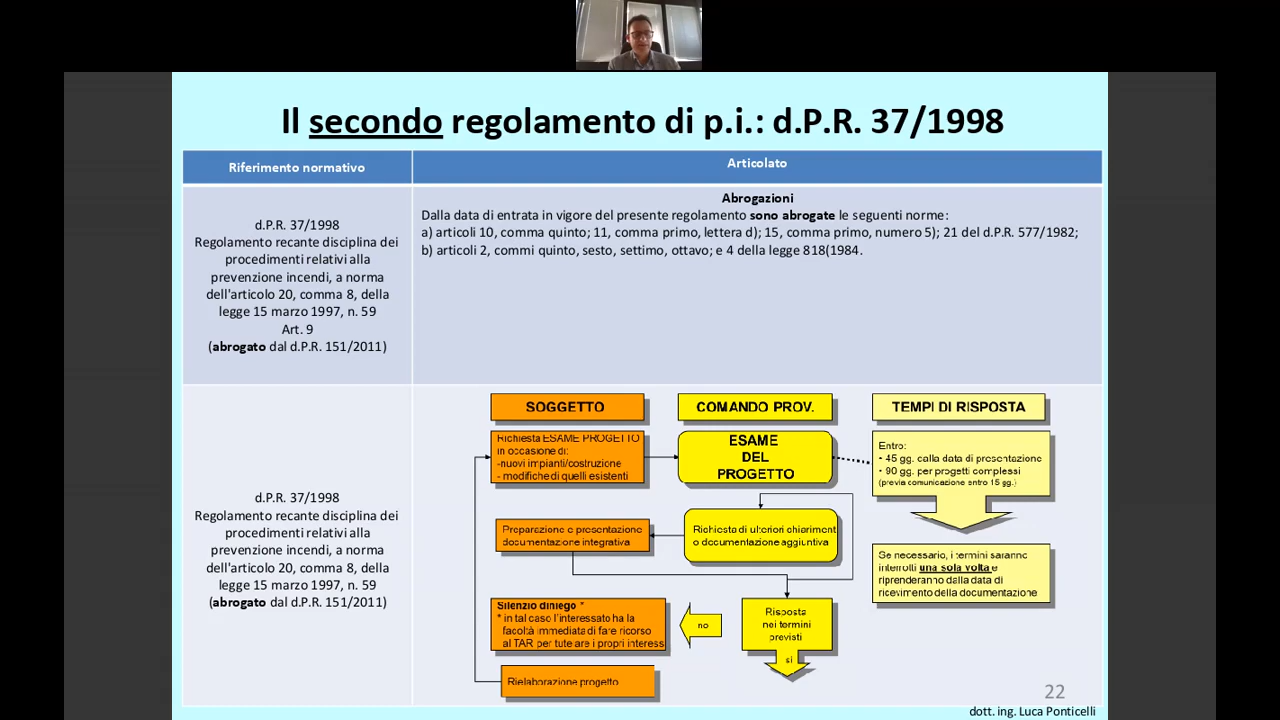 Il secondo regolamento di p.i.: d.P.R. 37/1998
Riferimento normativo
Articolato
d.P.R. 37/1998
Regolamento recante disciplina dei
procedimenti relativi alla
prevenzione incendi, a norma
dell'articolo 20, comma 8, della
legge 15 marzo 1997, n. 59
Art. 9
(abrogato dal d.P.R. 151/2011)
Abrogazioni
Dalla data di entrata in vigore del presente regolamento sono abrogate le seguenti norme:
a) articoli 10, comma quinto; 11, comma primo, lettera d); 15, comma primo, numero 5); 21 del d.P.R. 577/1982;
b) articoli 2, commi quinto, sesto, settimo, ottavo; e 4 della legge 818(1984.
d.P.R. 37/1998
Regolamento recante disciplina dei
procedimenti relativi alla
prevenzione incendi, a norma
dell'articolo 20, comma 8, della
legge 15 marzo 1997, n. 59
(abrogato dal d.P.R. 151/2011)
SOGGETTO
COMANDO PROV.
TEMPI DI RISPOSTA
Richiesta ESAME PROGETTO
in occasione di:
-nuovi impianti/costruzione
- modifiche di quelli esistenti
ESAME
DEL
PROGETTO
Entro:
• 45 gg. dalla data di presentazione
• 90 gg. per progetti complessi
(previa comunicazione entro 15 gg.)
Preparazione e presentazione
documentazione integrativa
Richiesta di ulteriori chiariment
o documentazione aggiuntiva
Se necessario, i termini saranno
interrotti una sola volta e
riprenderanno dalla data di
ricevimento della documentazione
Silenzio diniego *
* in tal caso l'interessato ha la
facoltà immediata di fare ricorso
al TAR per tutelare i propri interess
no
Risposta
nei termini
previsti
si
Rielaborazione progetto
22
dott. ing. Luca Ponticelli